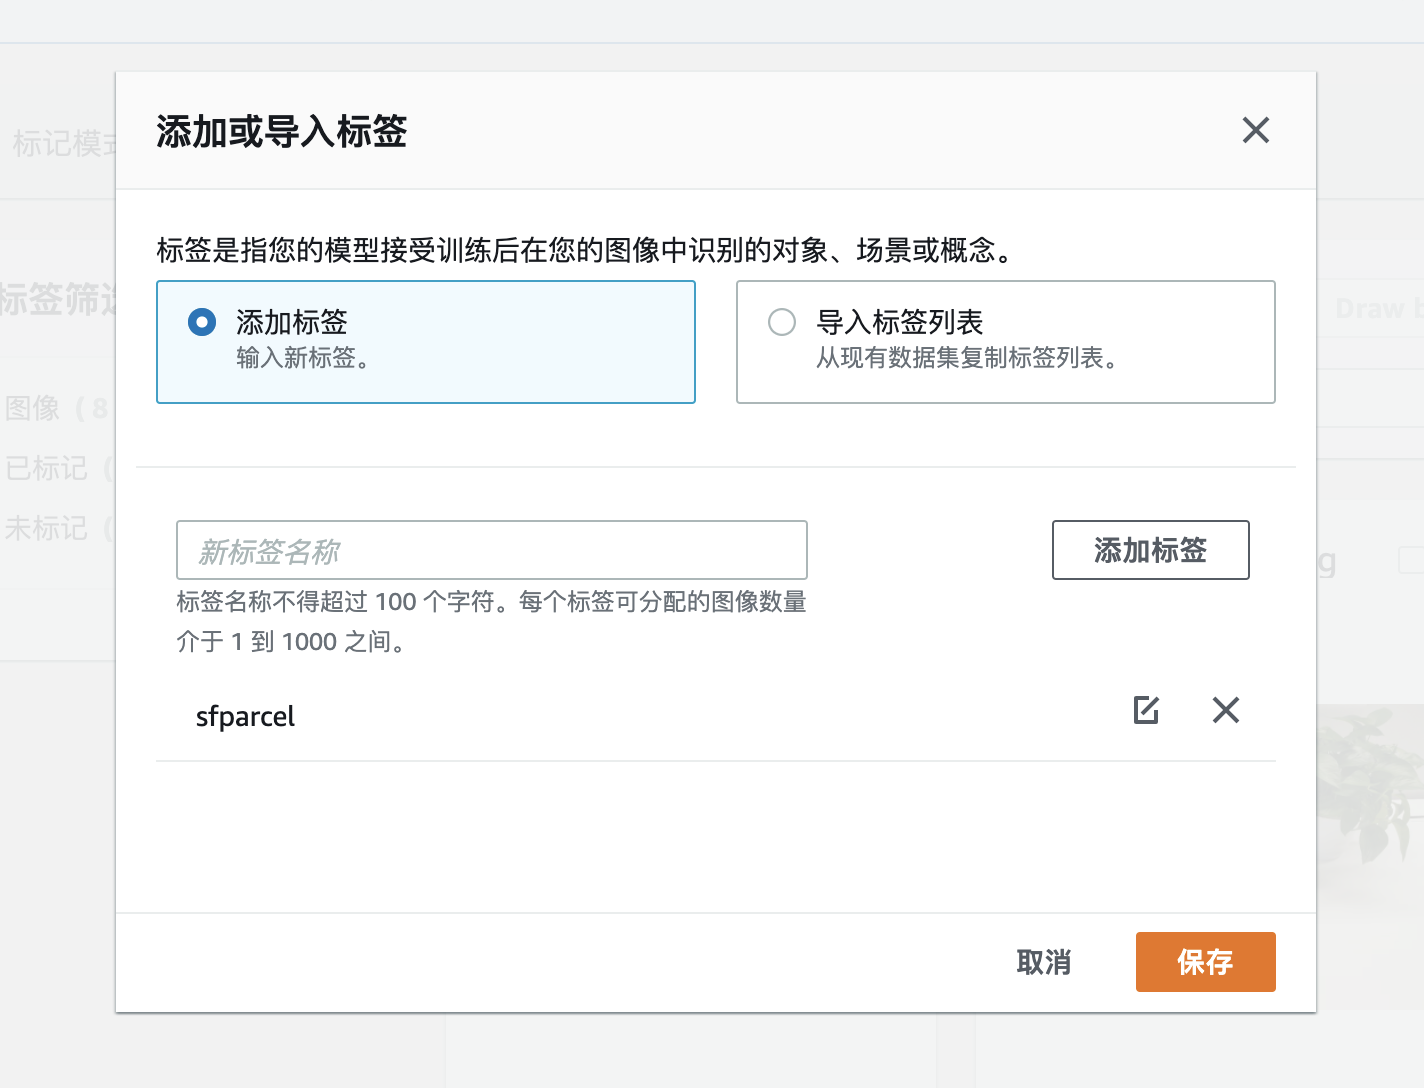 添加或导入标签
标记模式
标签是指您的模型接受训练后在您的图像中识别的对象、场景或概念。
标签筛选
添加标签
导入标签列表
Draw b
输入新标签。
从现有数据集复制标签列表。
图像 ( 8
已标记 (
未标记 (
新标签名称
添加标签
g
标签名称不得超过 100 个字符。每个标签可分配的图像数量
介于 1 到 1000 之间。
sfparcel
取消
保存